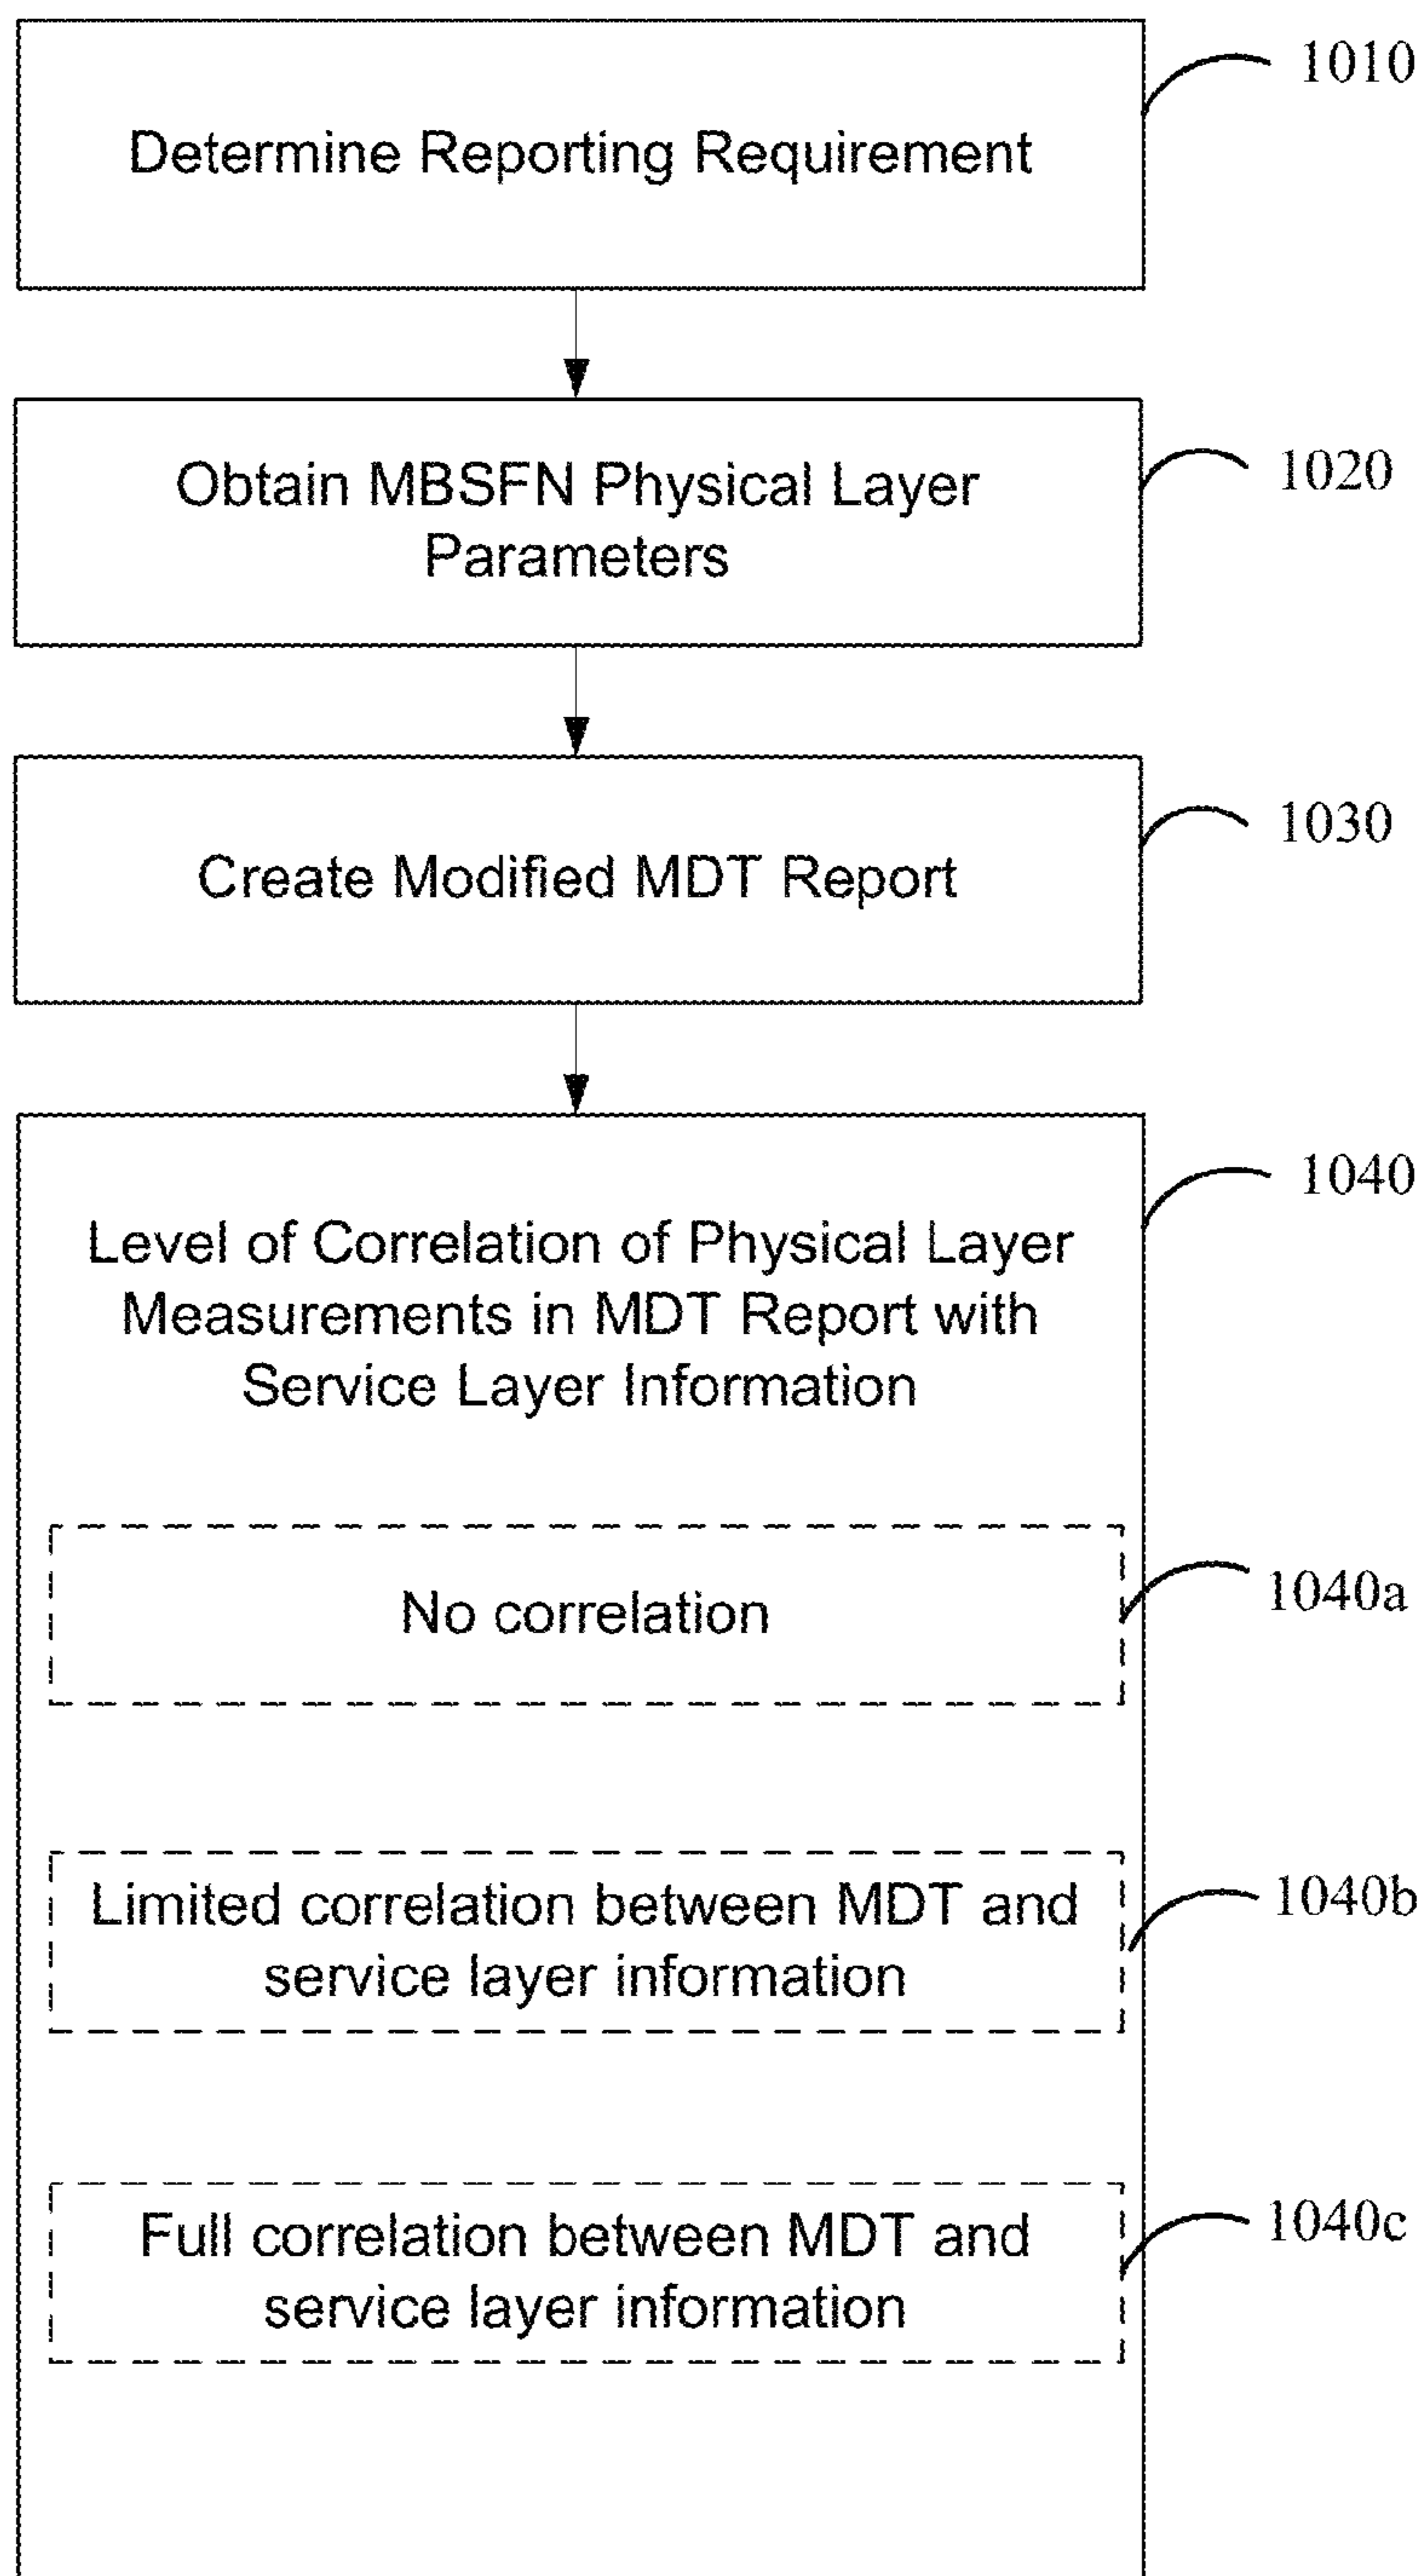 1010
Determine Reporting Requirement
1020
Obtain MBSFN Physical Layer
Parameters
1030
Create Modified MDT Report
1040
Level of Correlation of Physical Layer
Measurements in MDT Report with
Service Layer Information
1040a
No correlation
1040b
Limited correlation between MDT and
service layer information
1040c
Full correlation between MDT and
service layer information